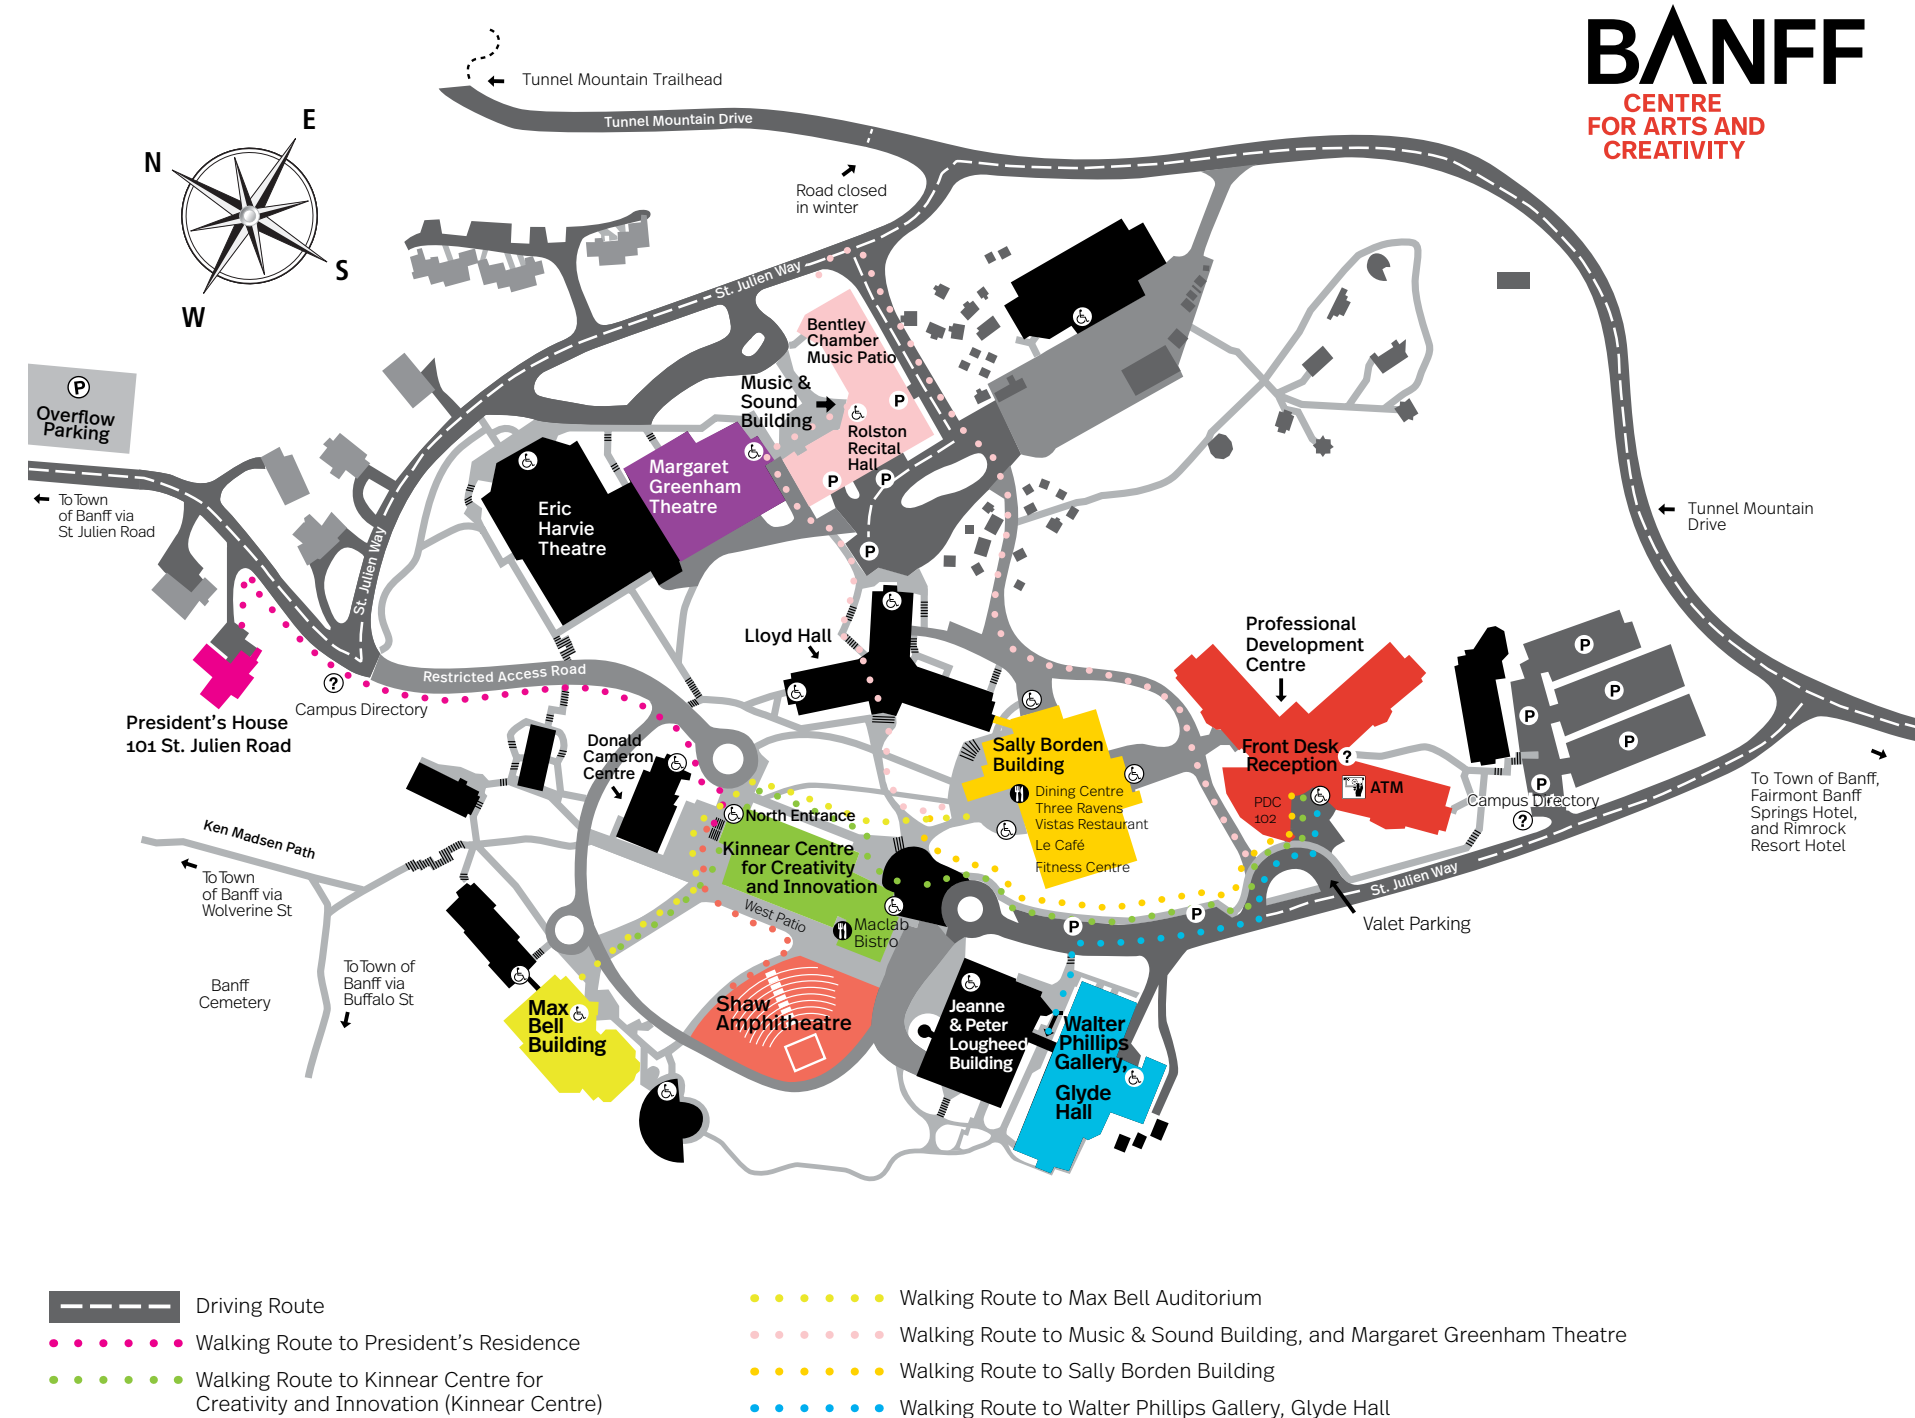 BANFF
CENTRE
FOR ARTS AND
CREATIVITY
Tunnel Mountain Trailhead
Tunnel Mountain Drive
E
N
S
W
Road closed
in winter
St. Julien Way
Bentley
Chamber
Music Patio
Music &
Sound
Building
P
Rolston
Recital
Hall
P
P
P
P
Overflow
Parking
To Town
of Banff via
St Julien Road
Margaret
Greenham
Theatre
Eric
Harvie
Theatre
St. Julien Way
Tunnel Mountain
Drive
Lloyd Hall
Professional
Development
Centre
P
P
P
P
P
Restricted Access Road
?
Campus Directory
President's House
101 St. Julien Road
Donald
Cameron
Centre
Sally Borden
Building
Dining Centre
Three Ravens
Vistas Restaurant
Le Café
Fitness Centre
Front Desk
Reception
?
ATM
PDC
102
Campus Directory
?
To Town of Banff,
Fairmont Banff
Springs Hotel,
and Rimrock
Resort Hotel
North Entrance
Kinnear Centre
for Creativity
and Innovation
Ken Madsen Path
To Town
of Banff via
Wolverine St
West Patio
Maclab
Bistro
P
P
St. Julien Way
Valet Parking
Banff
Cemetery
To Town of
Banff via
Buffalo St
Max
Bell
Building
Shaw
Amphitheatre
Jeanne
& Peter
Lougheed
Building
Walter
Phillips
Gallery,
Glyde
Hall
Driving Route
Walking Route to President's Residence
Walking Route to Kinnear Centre for
Creativity and Innovation (Kinnear Centre)
Walking Route to Max Bell Auditorium
Walking Route to Music & Sound Building, and Margaret Greenham Theatre
Walking Route to Sally Borden Building
Walking Route to Walter Phillips Gallery, Glyde Hall